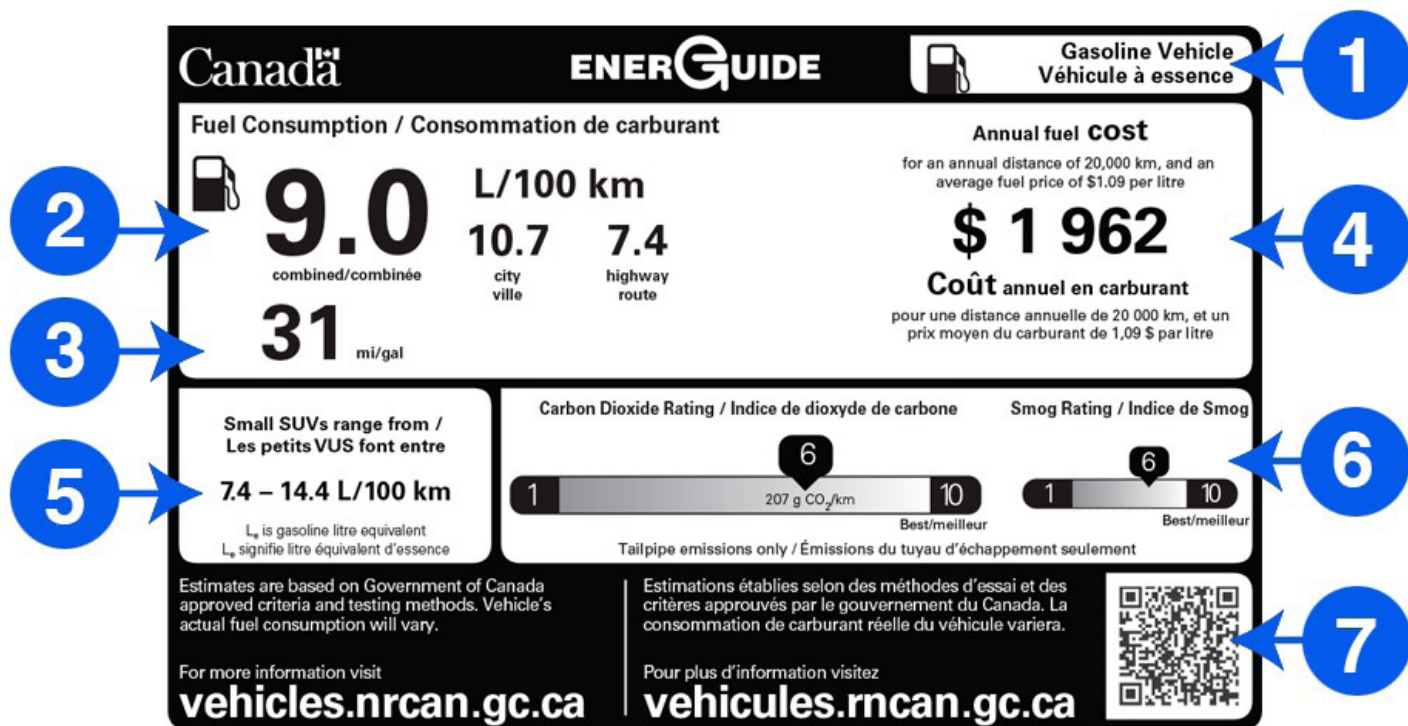 Canada
ENERGUIDE
Gasoline Vehicle
Véhicule à essence
1
Fuel Consumption / Consommation de carburant
2
9.0
combined/combinée
L/100 km
10.7
city
ville
7.4
highway
route
3
31 mi/gal
Annual fuel cost
for an annual distance of 20,000 km, and an
average fuel price of $1.09 per litre
$ 1 962
4
Coût annuel en carburant
pour une distance annuelle de 20 000 km, et un
prix moyen du carburant de 1,09 $ par litre
5
Small SUVs range from /
Les petits VUS font entre
7.4 – 14.4 L/100 km
Le is gasoline litre equivalent
Le signifie litre équivalent d'essence
Carbon Dioxide Rating / Indice de dioxyde de carbone
6
1
207 g CO2/km
10
Best/meilleur
Smog Rating / Indice de Smog
6
1
10
Best/meilleur
6
Tailpipe emissions only / Émissions du tuyau d'échappement seulement
Estimates are based on Government of Canada
approved criteria and testing methods. Vehicle's
actual fuel consumption will vary.
For more information visit
vehicles.nrcan.gc.ca
Estimations établies selon des méthodes d'essai et des
critères approuvés par le gouvernement du Canada. La
consommation de carburant réelle du véhicule variera.
Pour plus d'information visitez
vehicules.rncan.gc.ca
7